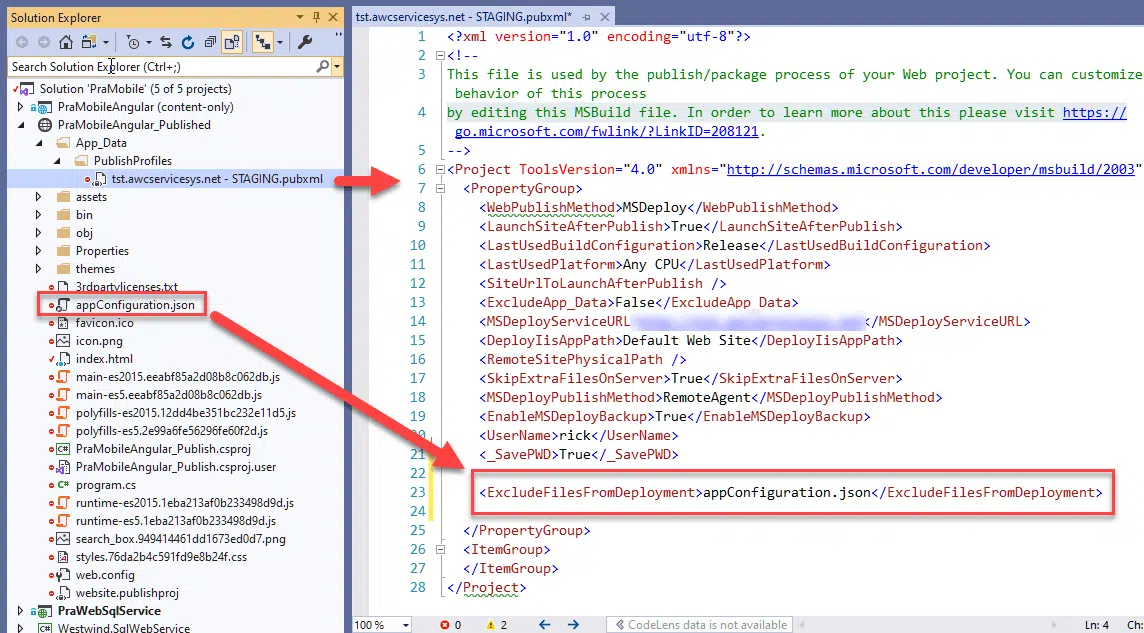 Solution Explorer
Search Solution Explorer (Ctrl+;)
Solution 'PraMobile' (5 of 5 projects)
PraMobileAngular (content-only)
PraMobileAngular_Published
App_Data
PublishProfiles
tst.awcservicesys.net - STAGING.pubxml
assets
bin
obj
Properties
themes
3rdpartylicenses.txt
appConfiguration.json
favicon.ico
icon.png
index.html
main-es2015.eeabf85a2d08b8c062db.js
main-es5.eeabf85a2d08b8c062db.js
polyfills-es2015.12dd4be351bc232e11d5.js
polyfills-es5.2e99a6fe56296fe60f2d.js
PraMobileAngular_Publish.csproj
PraMobileAngular_Publish.csproj.user
program.cs
runtime-es2015.1eba213af0b233498d9d.js
runtime-es5.1eba213af0b233498d9d.js
search_box.949414461dd1673ed0d7.png
styles.76da2b4c591fd9e8b24f.css
web.config
website.publishproj
PraWebSqlService
Westwind.SqlWebService
tst.awcservicesys.net - STAGING.pubxml*
1 <?xml version="1.0" encoding="utf-8"?>
2 <!--
3 This file is used by the publish/package process of your Web project. You can customize
behavior of this process
4 by editing this MSBuild file. In order to learn more about this please visit https://
go.microsoft.com/fwlink/?LinkID=208121.
5 -->
6 <Project ToolsVersion="4.0" xmlns="http://schemas.microsoft.com/developer/msbuild/2003"
7 <PropertyGroup>
8 <WebPublishMethod>MSDeploy</WebPublishMethod>
9 <LaunchSiteAfterPublish>True</LaunchSiteAfterPublish>
10 <LastUsedBuildConfiguration>Release</LastUsedBuildConfiguration>
11 <LastUsedPlatform>Any CPU</LastUsedPlatform>
12 <SiteUrlToLaunchAfterPublish />
13 <ExcludeApp_Data>False</ExcludeApp_Data>
14 <MSDeployServiceURL </MSDeployServiceURL>
15 <DeployIisAppPath>Default Web Site</DeployIisAppPath>
16 <RemoteSitePhysicalPath />
17 <SkipExtraFilesOnServer>True</SkipExtraFilesOnServer>
18 <MSDeployPublishMethod>RemoteAgent</MSDeployPublishMethod>
19 <EnableMSDeployBackup>True</EnableMSDeployBackup>
20 <UserName>rick</UserName>
21 <_SavePWD>True</_SavePWD>
22
23 <ExcludeFilesFromDeployment>appConfiguration.json</ExcludeFilesFromDeployment>
24
25 </PropertyGroup>
26 <ItemGroup>
27 </ItemGroup>
28 </Project>
100 % 0 2 CodeLens data is not available Ln: 4 Ch: